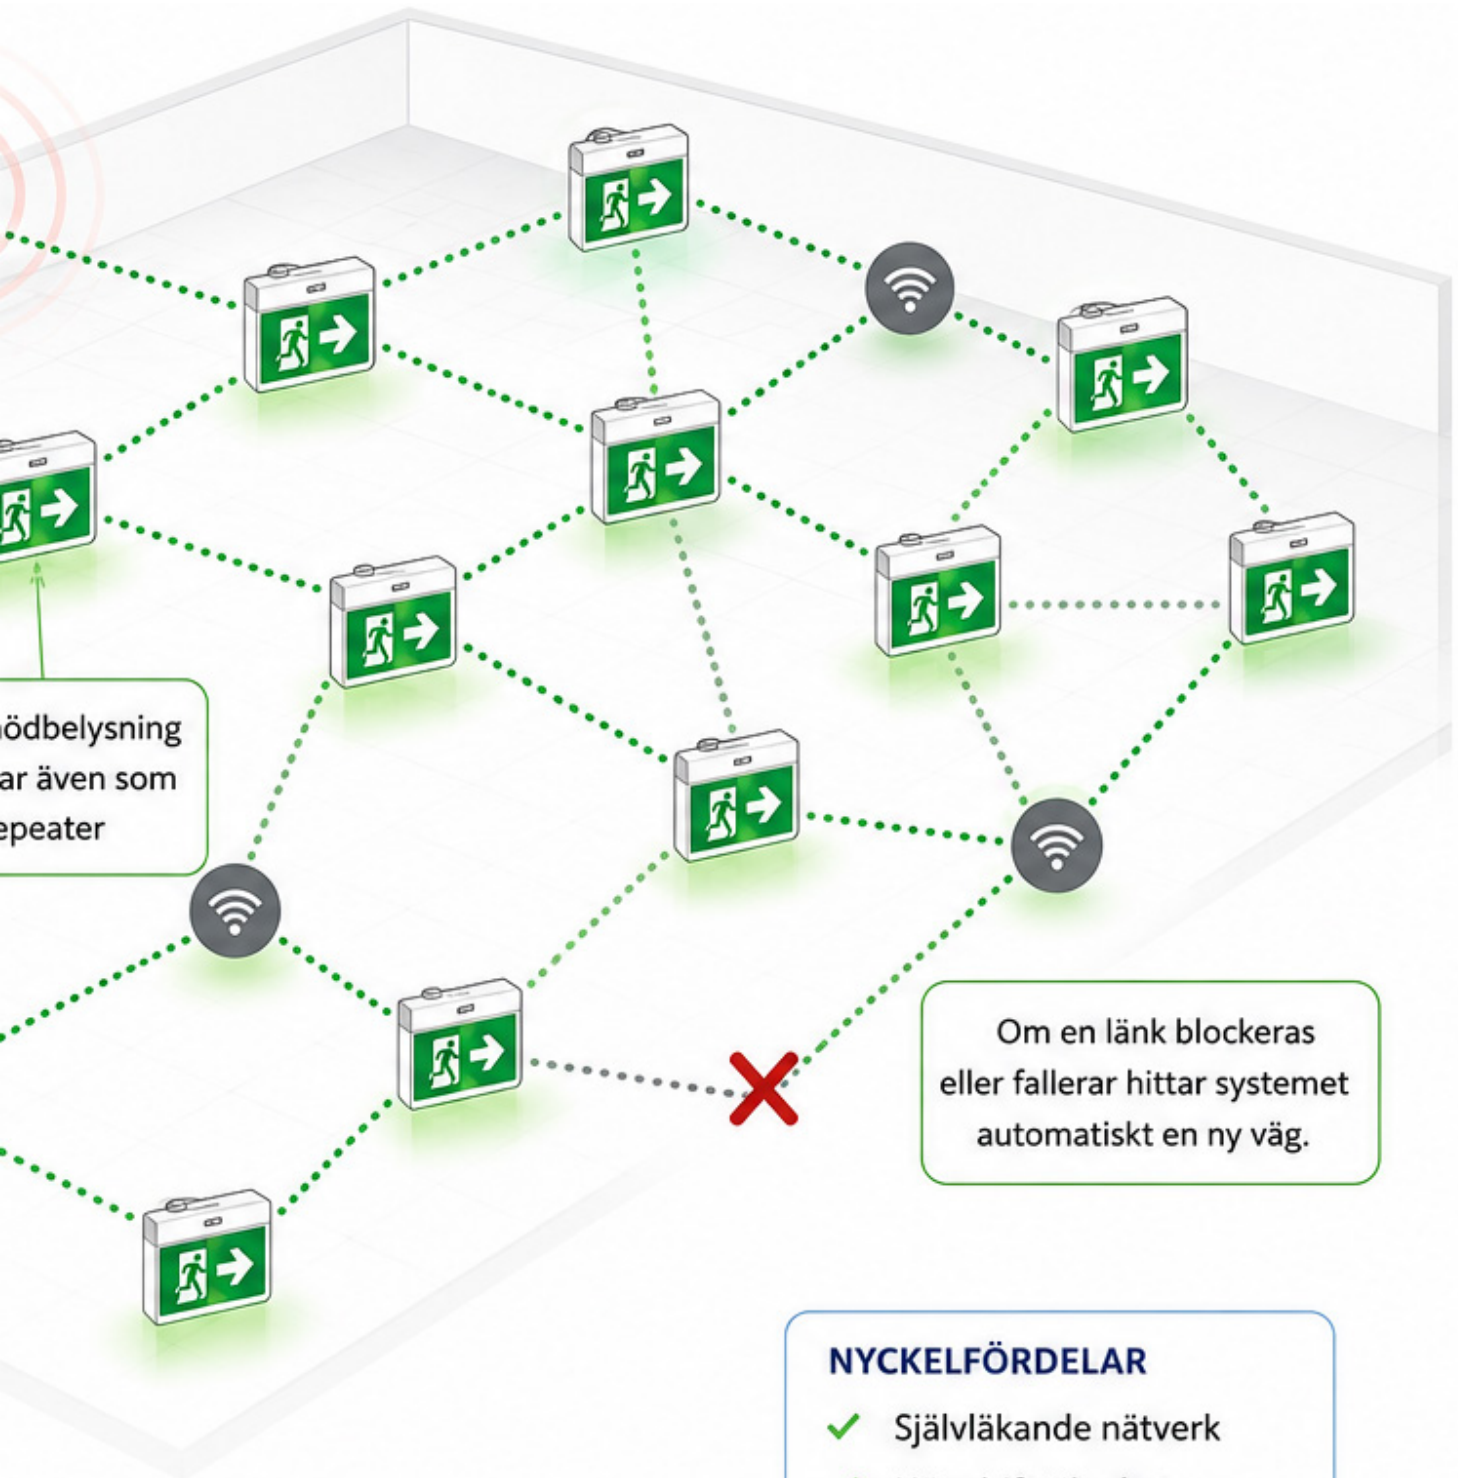 nödbelysning
ar även som
epeater
Om en länk blockeras
eller fallerar hittar systemet
automatiskt en ny väg.
NYCKELFÖRDELAR
Självläkande nätverk